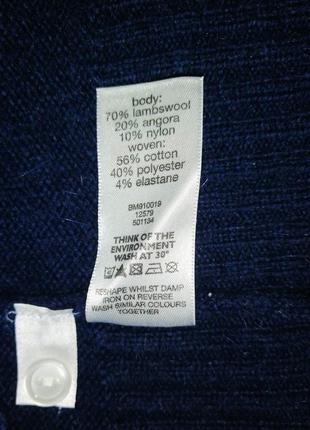 body:
70% lambswool
20% angora
10% nylon
woven:
56% cotton
40% polyester
4% elastane
BM910019
12579
501134
THINK OF THE
ENVIRONMENT
WASH AT 30°
RESHAPE WHILST DAMP
IRON ON REVERSE
WASH SIMILAR COLOURS
TOGETHER